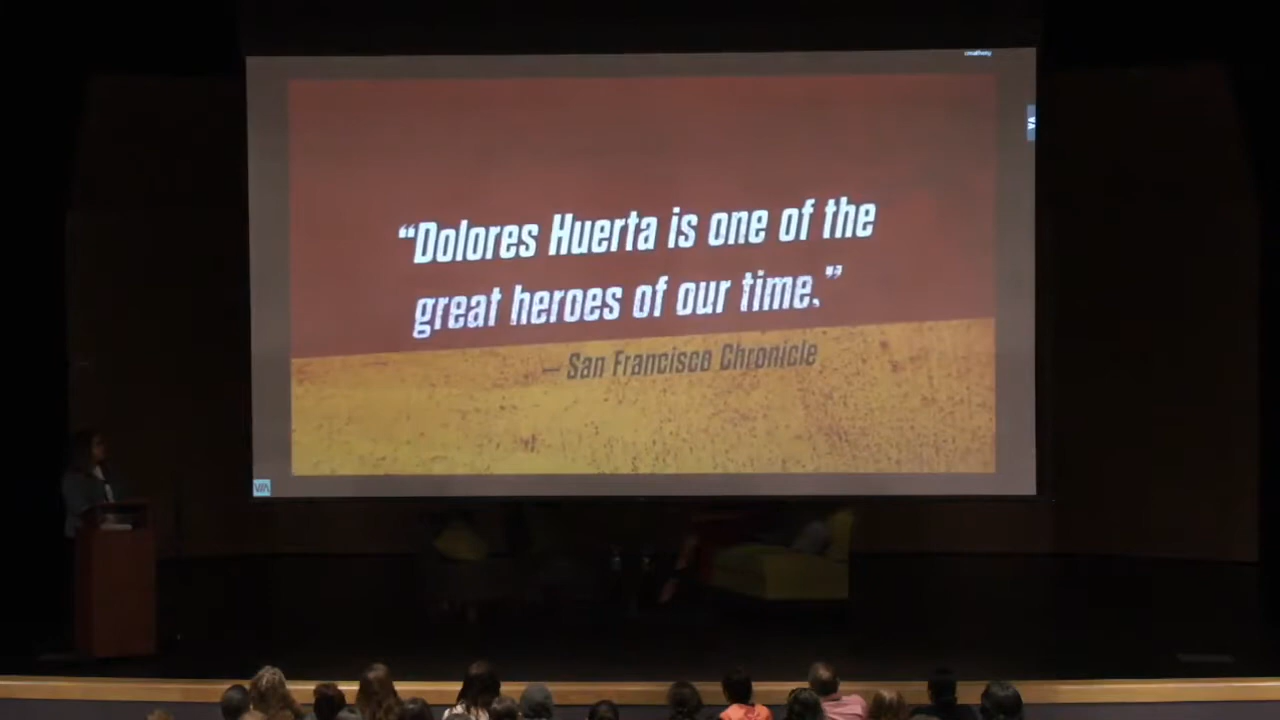 “Dolores Huerta is one of the
great heroes of our time.”
– San Francisco Chronicle